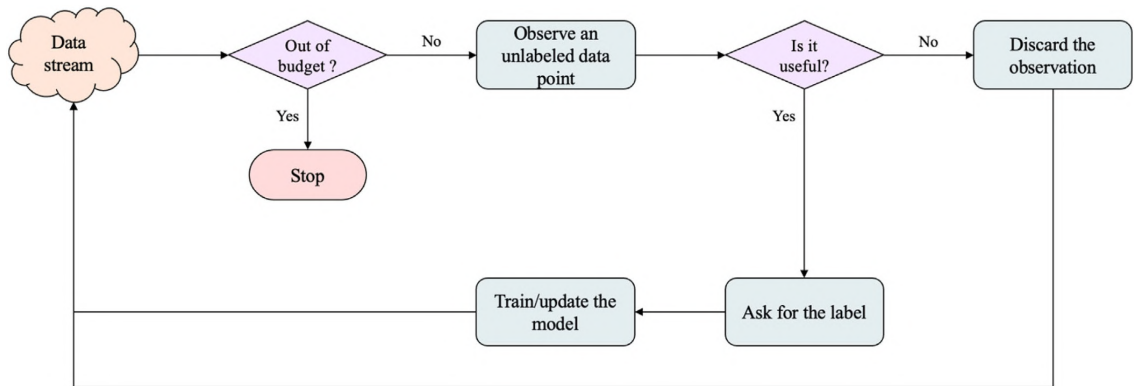 Data
stream
Out of
budget ?
No
Observe an
unlabeled data
point
Is it
useful?
No
Discard the
observation
Yes
Stop
Yes
Train/update the
model
Ask for the label